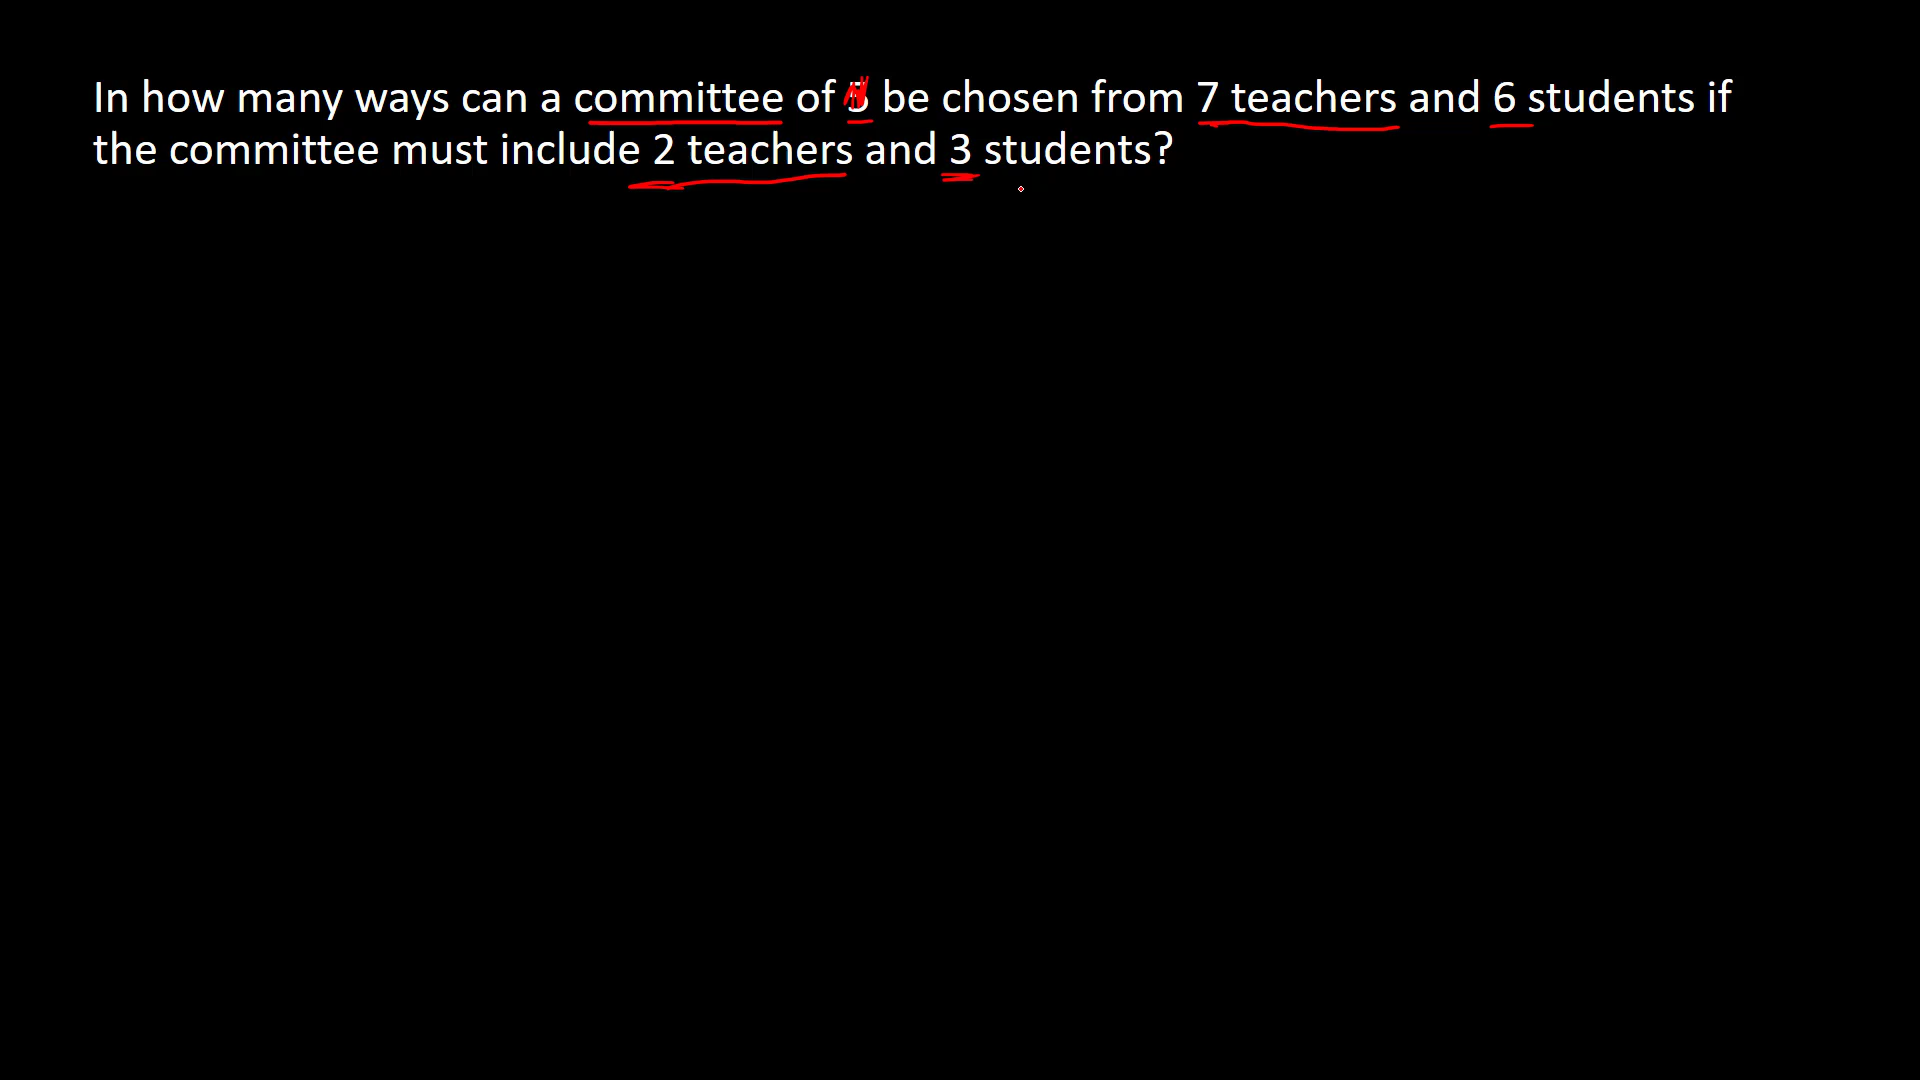 In how many ways can a committee of 5 be chosen from 7 teachers and 6 students if
the committee must include 2 teachers and 3 students?